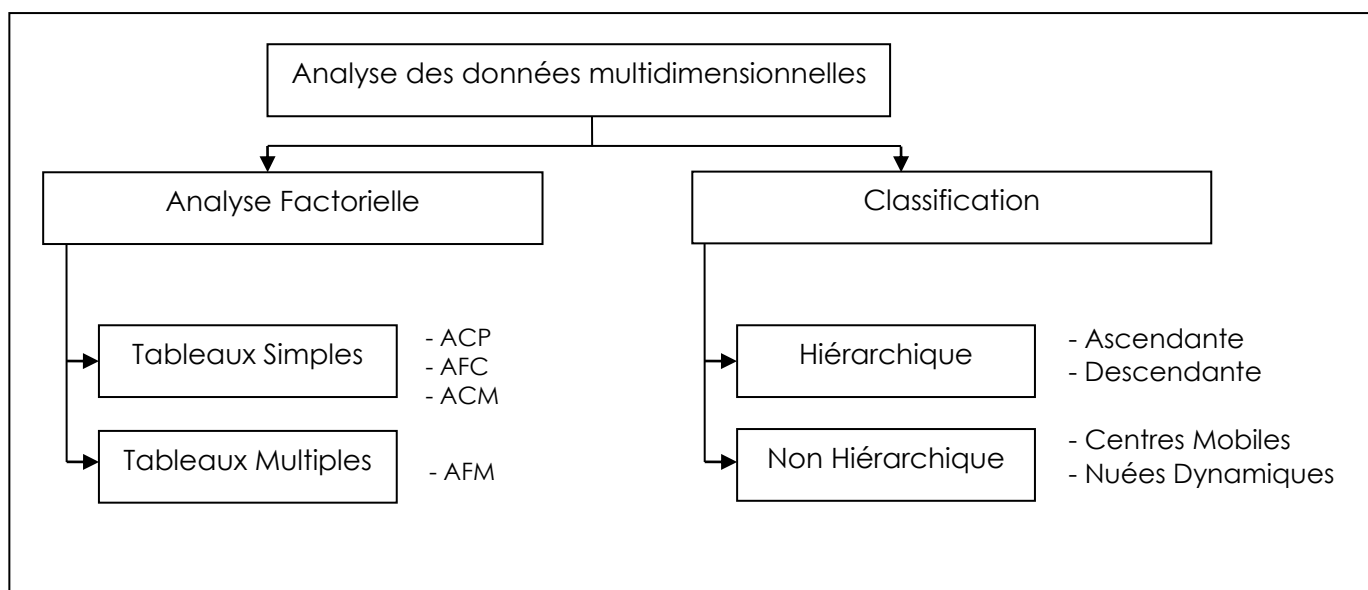 Analyse des données multidimensionnelles
Analyse Factorielle
Classification
Tableaux Simples
- ACP
- AFC
- ACM
Tableaux Multiples
- AFM
Hiérarchique
- Ascendante
- Descendante
Non Hiérarchique
- Centres Mobiles
- Nuées Dynamiques